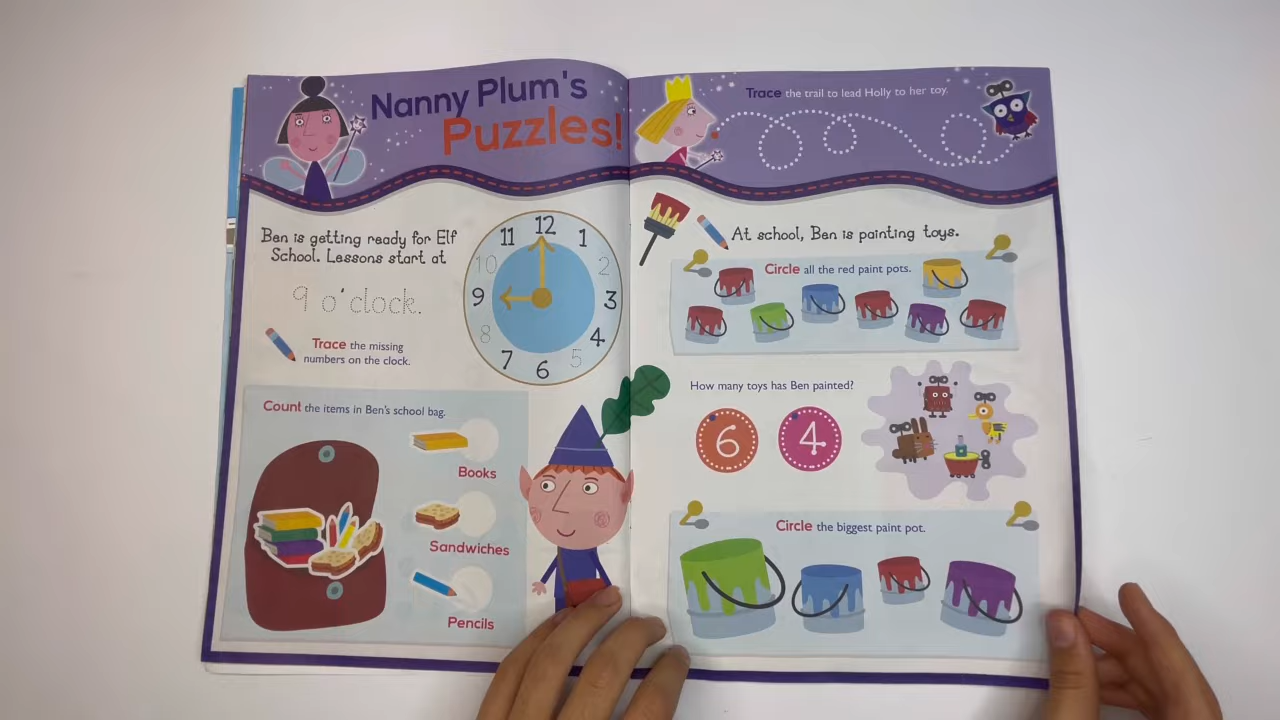 Nanny Plum's
Puzzles!
Ben is getting ready for Elf
School. Lessons start at
9 o'clock.
Trace the missing
numbers on the clock.
12
1
2
3
4
5
6
7
8
9
10
11
Count the items in Ben's school bag.
Books
Sandwiches
Pencils
Trace the trail to lead Holly to her toy.
At school, Ben is painting toys.
Circle all the red paint pots.
How many toys has Ben painted?
6 4
Circle the biggest paint pot.